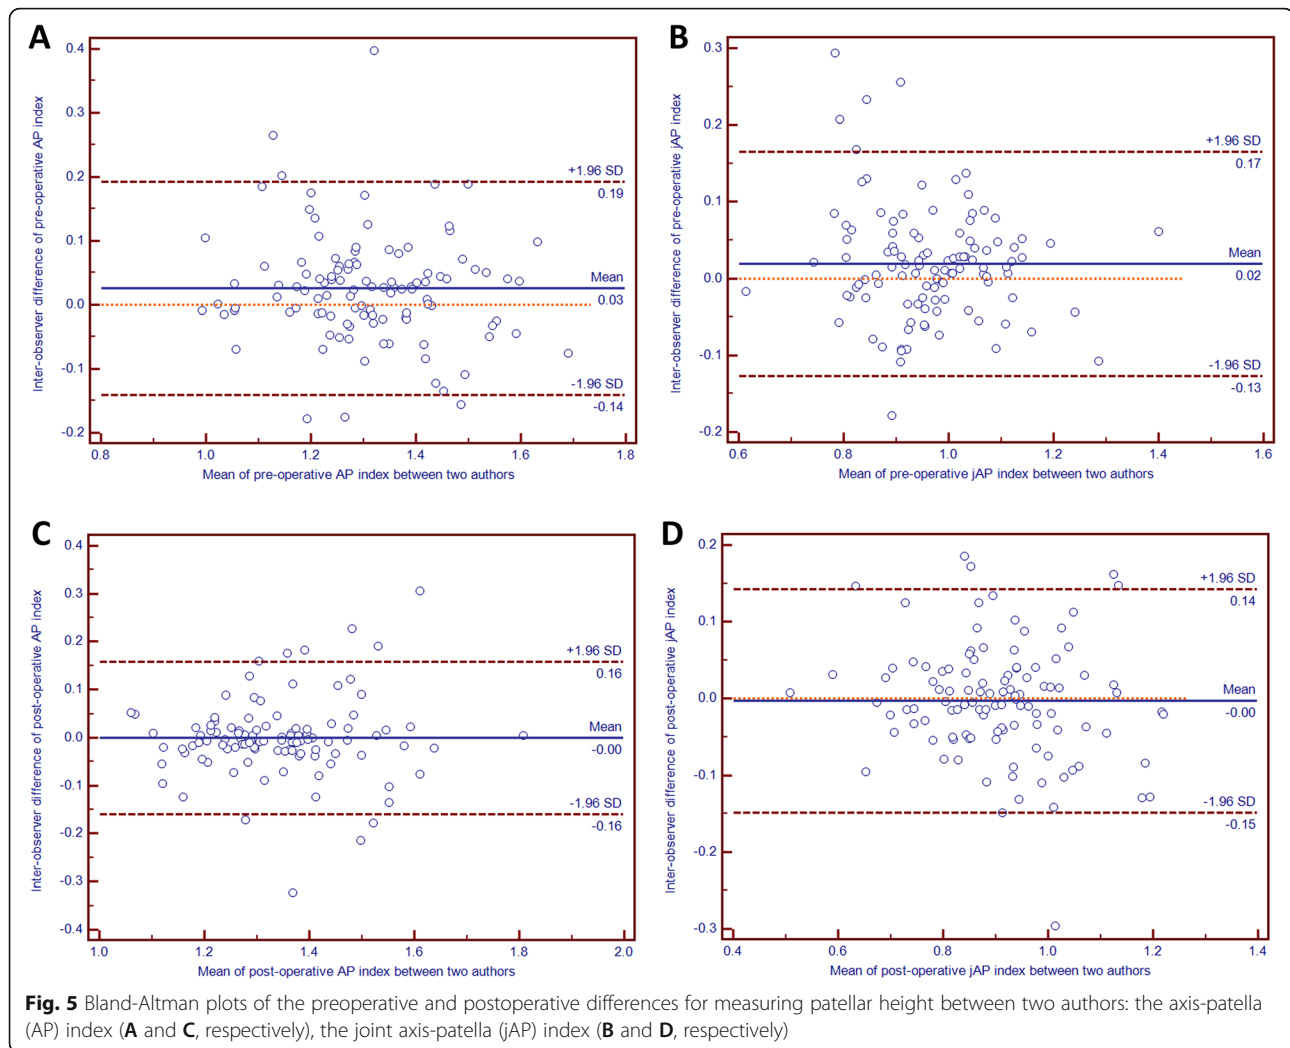 A
Inter-observer difference of pre-operative AP index
0.4
0.3
0.2
0.1
0.0
-0.1
-0.2
+1.96 SD
0.19
Mean
0.03
-1.96 SD
-0.14
0.8 1.0 1.2 1.4 1.6 1.8
Mean of pre-operative AP index between two authors
B
Inter-observer difference of pre-operative jAP index
0.3
0.2
0.1
0.0
-0.1
-0.2
+1.96 SD
0.17
Mean
0.02
-1.96 SD
-0.13
0.6 0.8 1.0 1.2 1.4 1.6
Mean of pre-operative jAP index between two authors
C
Inter-observer difference of post-operative AP index
0.4
0.3
0.2
0.1
0.0
-0.1
-0.2
-0.3
-0.4
+1.96 SD
0.16
Mean
-0.00
-1.96 SD
-0.16
1.0 1.2 1.4 1.6 1.8 2.0
Mean of post-operative AP index between two authors
D
Inter-observer difference of post-operative jAP index
0.2
0.1
0.0
-0.1
-0.2
-0.3
+1.96 SD
0.14
Mean
-0.00
-1.96 SD
-0.15
0.4 0.6 0.8 1.0 1.2 1.4
Mean of post-operative jAP index between two authors
Fig. 5 Bland-Altman plots of the preoperative and postoperative differences for measuring patellar height between two authors: the axis-patella
(AP) index (A and C, respectively), the joint axis-patella (jAP) index (B and D, respectively)